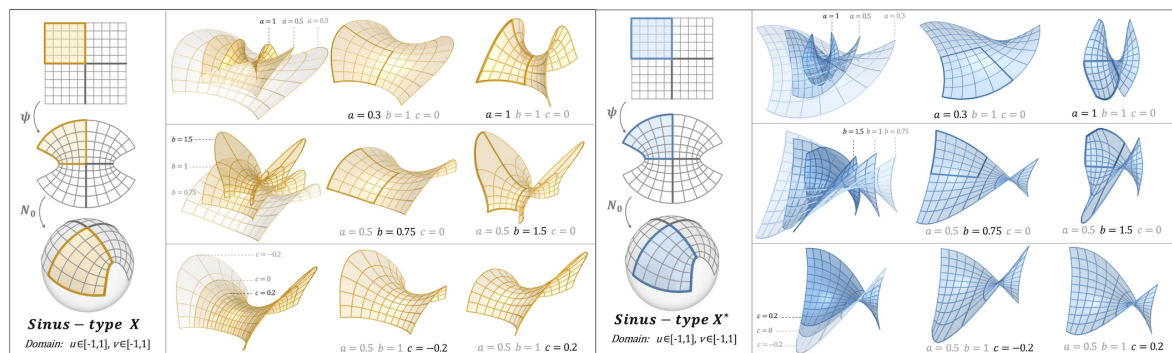 ψ
N₀
Sinus − type X
Domain: u∈[-1,1], v∈[-1,1]
a = 1
a = 0.5
a = 0.3
a = 0.3 b = 1 c = 0
a = 1 b = 1 c = 0
b = 1.5
b = 1
b = 0.75
a = 0.5 b = 0.75 c = 0
a = 0.5 b = 1.5 c = 0
c = −0.2
c = 0
c = 0.2
a = 0.5 b = 1 c = −0.2
a = 0.5 b = 1 c = 0.2
ψ
N₀
Sinus − type X*
Domain: u∈[-1,1], v∈[-1,1]
a = 1
a = 0.5
a = 0.3
a = 0.3 b = 1 c = 0
a = 1 b = 1 c = 0
b = 1.5 b = 1 b = 0.75
a = 0.5 b = 0.75 c = 0
a = 0.5 b = 1.5 c = 0
c = 0.2
c = 0
c = −0.2
a = 0.5 b = 1 c = −0.2
a = 0.5 b = 1 c = 0.2